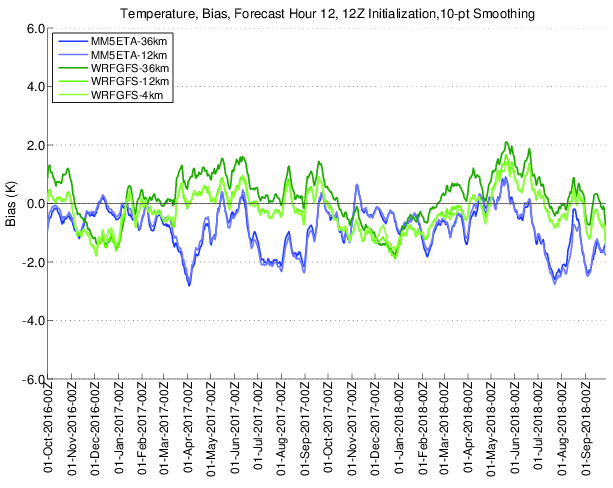 Temperature, Bias, Forecast Hour 12, 12Z Initialization,10-pt Smoothing
6.0
4.0
2.0
0.0
-2.0
-4.0
-6.0
Bias (K)
MM5ETA-36km
MM5ETA-12km
WRFGFS-36km
WRFGFS-12km
WRFGFS-4km
01-Oct-2016-00Z
01-Nov-2016-00Z
01-Dec-2016-00Z
01-Jan-2017-00Z
01-Feb-2017-00Z
01-Mar-2017-00Z
01-Apr-2017-00Z
01-May-2017-00Z
01-Jun-2017-00Z
01-Jul-2017-00Z
01-Aug-2017-00Z
01-Sep-2017-00Z
01-Oct-2017-00Z
01-Nov-2017-00Z
01-Dec-2017-00Z
01-Jan-2018-00Z
01-Feb-2018-00Z
01-Mar-2018-00Z
01-Apr-2018-00Z
01-May-2018-00Z
01-Jun-2018-00Z
01-Jul-2018-00Z
01-Aug-2018-00Z
01-Sep-2018-00Z